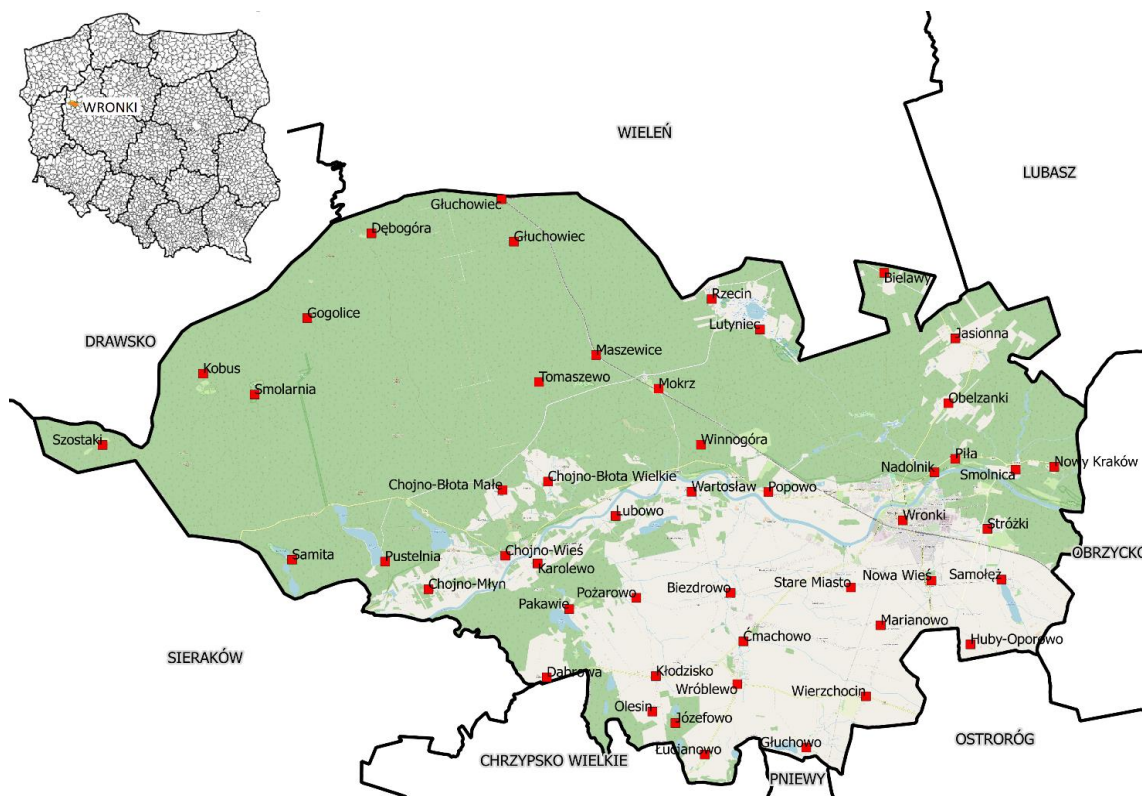 WRONKI
WIELEŃ
LUBASZ
Głuchowiec
Dębogóra
Głuchowiec
Bielawy
Rzecin
Gogolice
Lutyniec
Jasionna
DRAWSKO
Maszewice
Kobus
Tomaszewo
Mokrz
Smolarnia
Obelzanki
Szostaki
Winnogóra
Piła
Nadolnik
Nowy Kraków
Smolnica
Chojno-Błota Wielkie
Chojno-Błota Małe
Wartosław
Popowo
Lubowo
Wronki
Stróżki
Samita
Pustelnia
Chojno-Wieś
Karolewo
OBRZYCKO
Chojno-Młyn
Pożarowo
Biezdrowo
Stare Miasto
Nowa Wieś
Samołęż
Pakawie
Marianowo
Ćmachowo
Huby-Oporowo
SIERAKÓW
Dąbrowa
Kłodzisko
Wróblewo
Wierzchocin
Olesin
Józefowo
OSTRORÓG
Łucjanowo
Głuchowo
CHRZYPSKO WIELKIE
PNIEWY